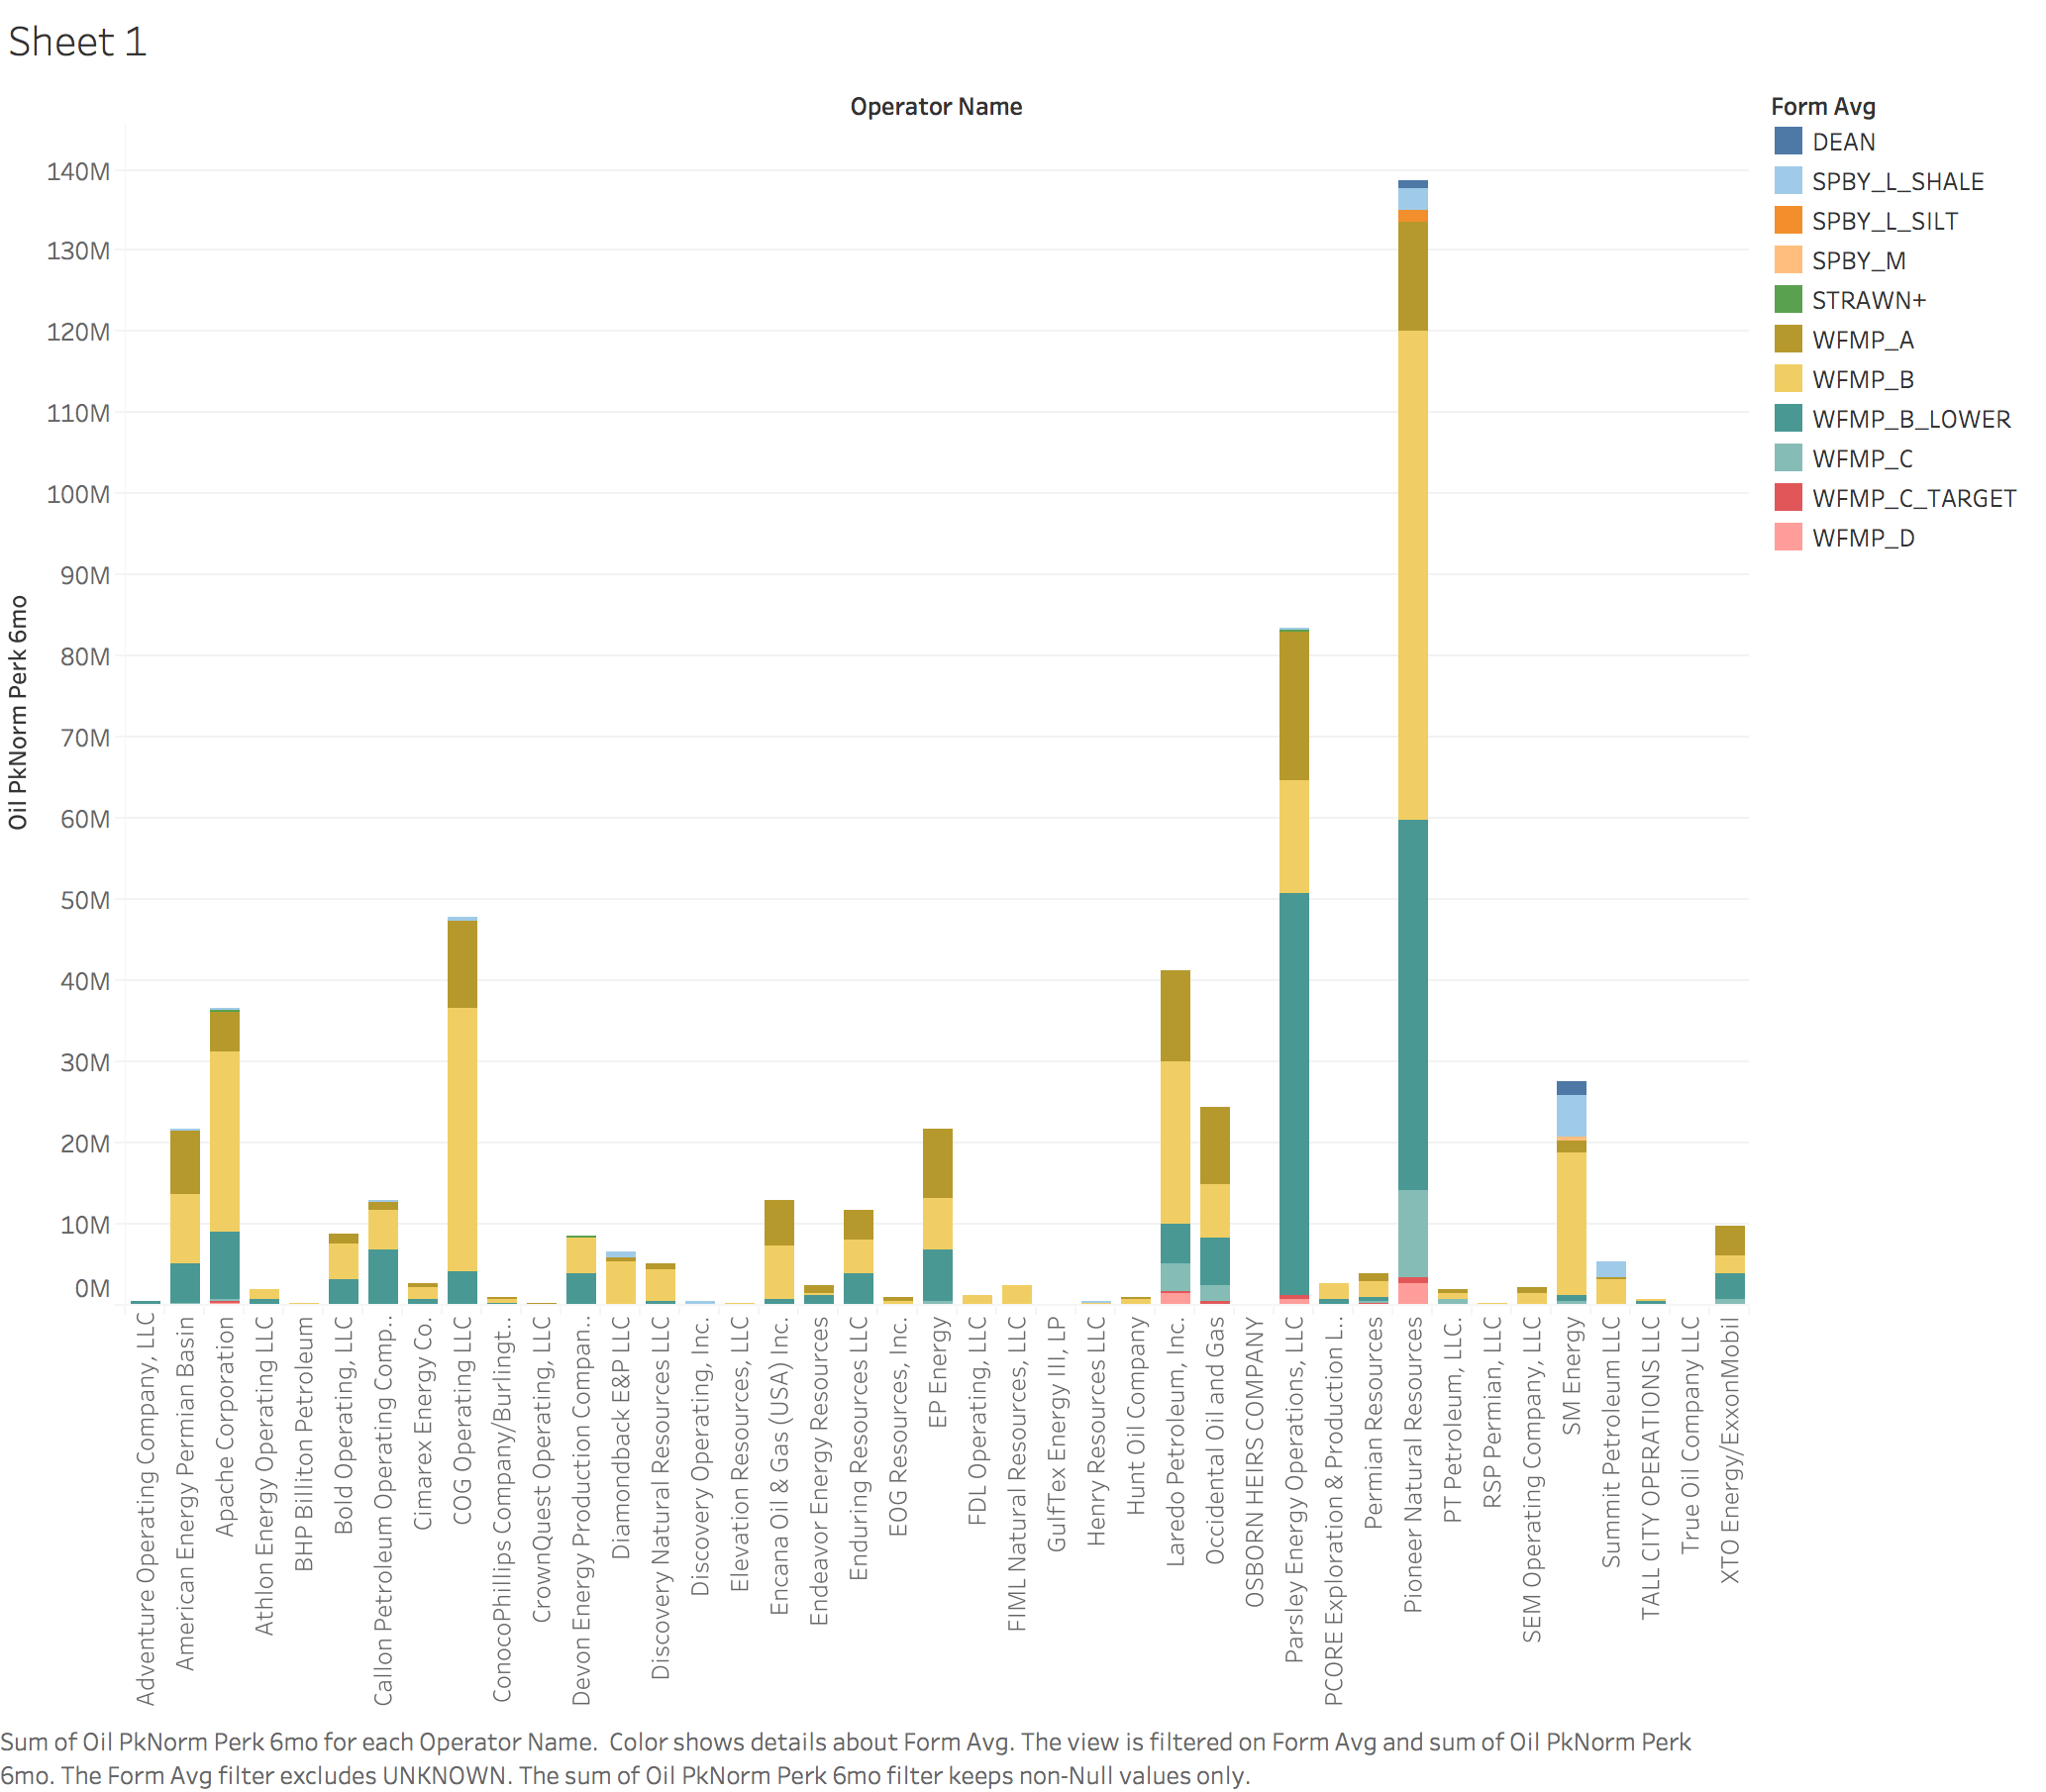 Sheet 1
Operator Name
Form Avg
DEAN
SPBY_L_SHALE
SPBY_L_SILT
SPBY_M
STRAWN+
WFMP_A
WFMP_B
WFMP_B_LOWER
WFMP_C
WFMP_C_TARGET
WFMP_D
Oil PkNorm Perk 6mo
140M
130M
120M
110M
100M
90M
80M
70M
60M
50M
40M
30M
20M
10M
0M
Adventure Operating Company, LLC
American Energy Permian Basin
Apache Corporation
Athlon Energy Operating LLC
BHP Billiton Petroleum
Bold Operating, LLC
Callon Petroleum Operating Comp..
Cimarex Energy Co.
COG Operating LLC
ConocoPhillips Company/Burlingt..
CrownQuest Operating, LLC
Devon Energy Production Compan..
Diamondback E&P LLC
Discovery Natural Resources LLC
Discovery Operating, Inc.
Elevation Resources, LLC
Encana Oil & Gas (USA) Inc.
Endeavor Energy Resources
Enduring Resources LLC
EOG Resources, Inc.
EP Energy
FDL Operating, LLC
FIML Natural Resources, LLC
GulfTex Energy III, LP
Henry Resources LLC
Hunt Oil Company
Laredo Petroleum, Inc.
Occidental Oil and Gas
OSBORN HEIRS COMPANY
Parsley Energy Operations, LLC
PCORE Exploration & Production L..
Permian Resources
Pioneer Natural Resources
PT Petroleum, LLC.
RSP Permian, LLC
SEM Operating Company, LLC
SM Energy
Summit Petroleum LLC
TALL CITY OPERATIONS LLC
True Oil Company LLC
XTO Energy/ExxonMobil
Sum of Oil PkNorm Perk 6mo for each Operator Name.  Color shows details about Form Avg. The view is filtered on Form Avg and sum of Oil PkNorm Perk
6mo. The Form Avg filter excludes UNKNOWN. The sum of Oil PkNorm Perk 6mo filter keeps non-Null values only.